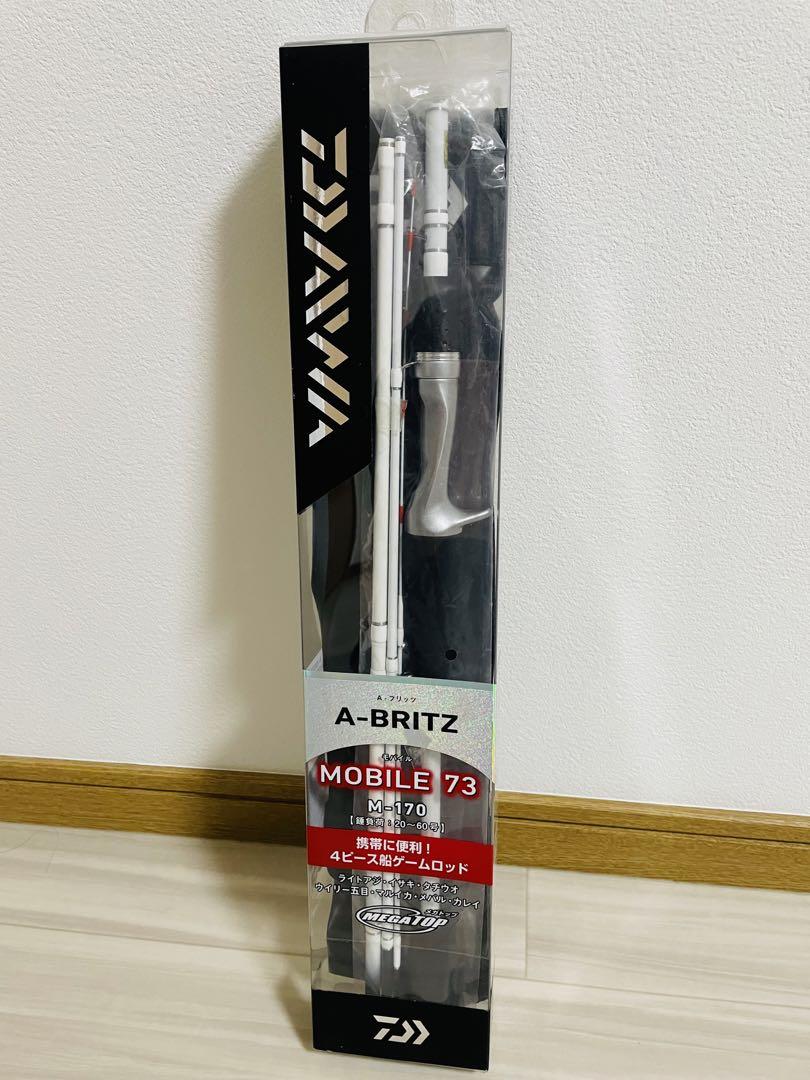 DAIWA
A-ブリッツ
A-BRITZ
モバイル
MOBILE 73
M-170
【錘負荷:20〜60号】
携帯に便利!
4ピース船ゲームロッド
ライトアジ・イサキ・タチウオ
ウイリー五目・マルイカ・メバル・カレイ
メガトップ
MEGATOP